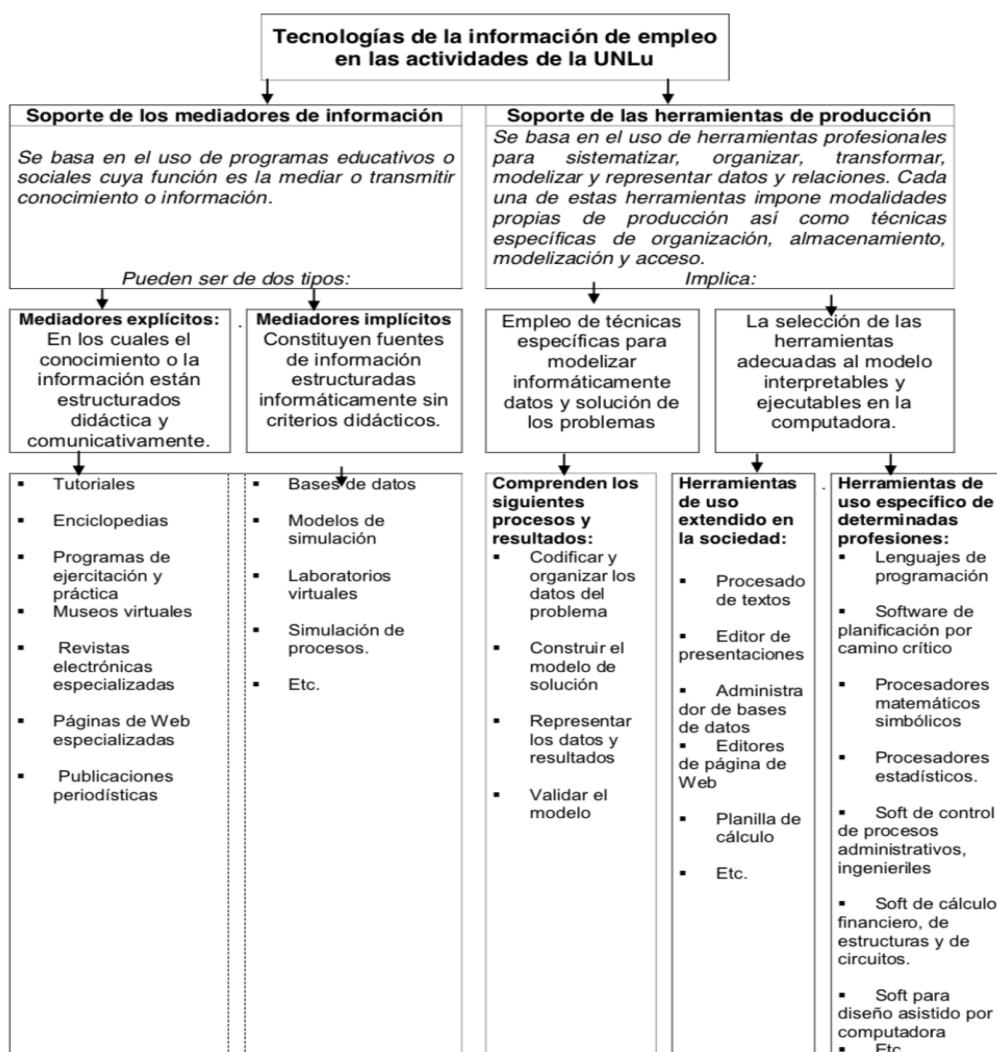 Tecnologías de la información de empleo
en las actividades de la UNLu
Soporte de los mediadores de información
Se basa en el uso de programas educativos o
sociales cuya función es la mediar o transmitir
conocimiento o información.
Pueden ser de dos tipos:
Soporte de las herramientas de producción
Se basa en el uso de herramientas profesionales
para sistematizar, organizar, transformar,
modelizar y representar datos y relaciones. Cada
una de estas herramientas impone modalidades
propias de producción así como técnicas
específicas de organización, almacenamiento,
modelización y acceso.
Implica:
Mediadores explícitos:
En los cuales el
conocimiento o la
información están
estructurados
didáctica y
comunicativamente.
.
Mediadores implícitos
Constituyen fuentes
de información
estructuradas
informáticamente sin
criterios didácticos.
Empleo de técnicas
específicas para
modelizar
informáticamente
datos y solución de
los problemas
La selección de las
herramientas
adecuadas al modelo
interpretables y
ejecutables en la
computadora.
▪ Tutoriales
▪ Enciclopedias
▪ Programas de
ejercitación y
práctica
▪ Museos virtuales
▪ Revistas
electrónicas
especializadas
▪ Páginas de Web
especializadas
▪ Publicaciones
periodísticas
▪ Bases de datos
▪ Modelos de
simulación
▪ Laboratorios
virtuales
▪ Simulación de
procesos.
▪ Etc.
Comprenden los
siguientes
procesos y
resultados:
▪ Codificar y
organizar los
datos del
problema
▪ Construir el
modelo de
solución
▪ Representar
los datos y
resultados
▪ Validar el
modelo
Herramientas
de uso
extendido en
la sociedad:
▪ Procesado
de textos
▪ Editor de
presentaciones
▪ Administra
dor de bases
de datos
▪ Editores
de página de
Web
▪ Planilla de
cálculo
▪ Etc.
.
Herramientas de
uso específico de
determinadas
profesiones:
▪ Lenguajes de
programación
▪ Software de
planificación por
camino crítico
▪ Procesadores
matemáticos
simbólicos
▪ Procesadores
estadísticos.
▪ Soft de control
de procesos
administrativos,
ingenieriles
▪ Soft de cálculo
financiero, de
estructuras y de
circuitos.
▪ Soft para
diseño asistido por
computadora
▪ Etc